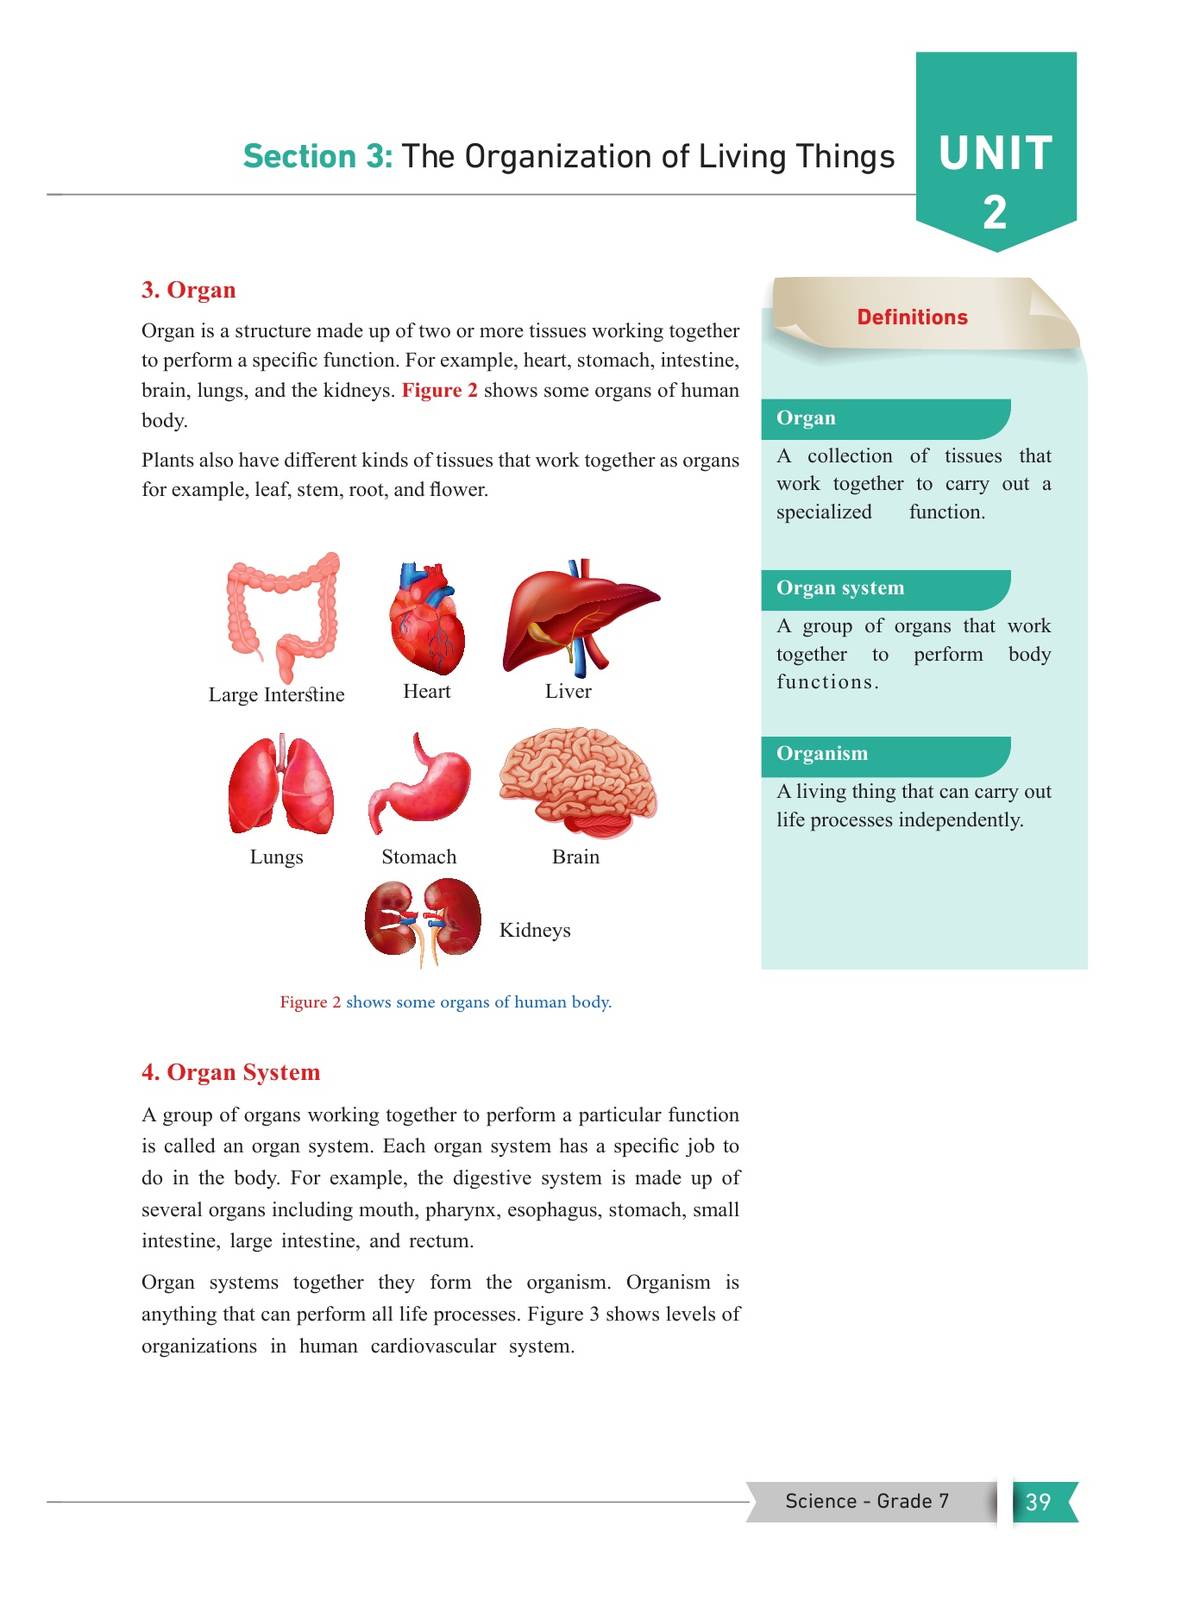 Section 3: The Organization of Living Things
UNIT
2
3. Organ
Organ is a structure made up of two or more tissues working together
to perform a specific function. For example, heart, stomach, intestine,
brain, lungs, and the kidneys. Figure 2 shows some organs of human
body.
Plants also have different kinds of tissues that work together as organs
for example, leaf, stem, root, and flower.
Large Interstine
Heart
Liver
Lungs
Stomach
Brain
Kidneys
Figure 2 shows some organs of human body.
4. Organ System
A group of organs working together to perform a particular function
is called an organ system. Each organ system has a specific job to
do in the body. For example, the digestive system is made up of
several organs including mouth, pharynx, esophagus, stomach, small
intestine, large intestine, and rectum.
Organ systems together they form the organism. Organism is
anything that can perform all life processes. Figure 3 shows levels of
organizations in human cardiovascular system.
Definitions
Organ
A collection of tissues that
work together to carry out a
specialized function.
Organ system
A group of organs that work
together to perform body
functions.
Organism
A living thing that can carry out
life processes independently.
Science - Grade 7
39